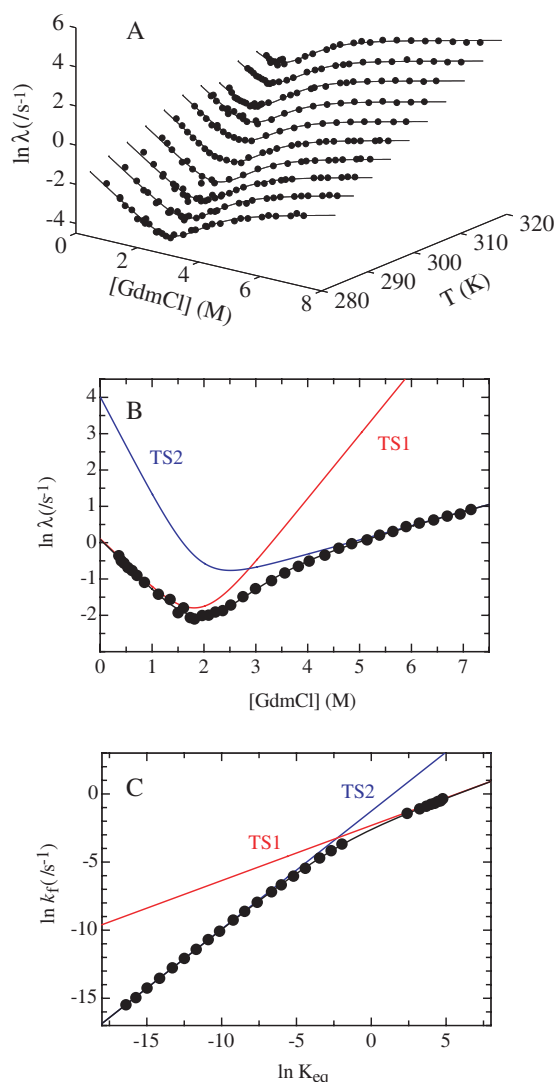 A
6
4
2
0
-2
-4
ln λ(/s⁻¹)
0
2
4
6
8
[GdmCl] (M)
280
290
300
310
320
T (K)
B
4
3
2
1
0
-1
-2
ln λ(/s⁻¹)
TS2
TS1
0 1 2 3 4 5 6 7
[GdmCl] (M)
C
0
-5
-10
-15
ln k_f(/s⁻¹)
TS2
TS1
-15 -10 -5 0 5
ln K_eq